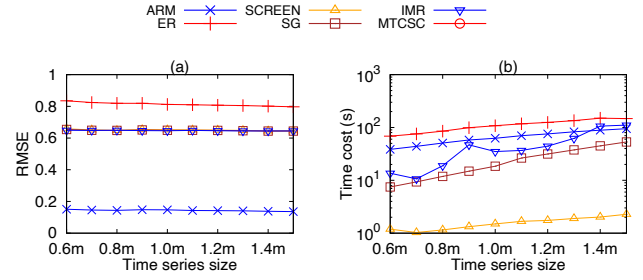 ARM SCREEN IMR
ER SG MTCSC
(a)
1
0.8
0.6
0.4
0.2
0
RMSE
0.6m 0.8m 1.0m 1.2m 1.4m
Time series size
(b)
10³
10²
10¹
10⁰
Time cost (s)
0.6m 0.8m 1.0m 1.2m 1.4m
Time series size